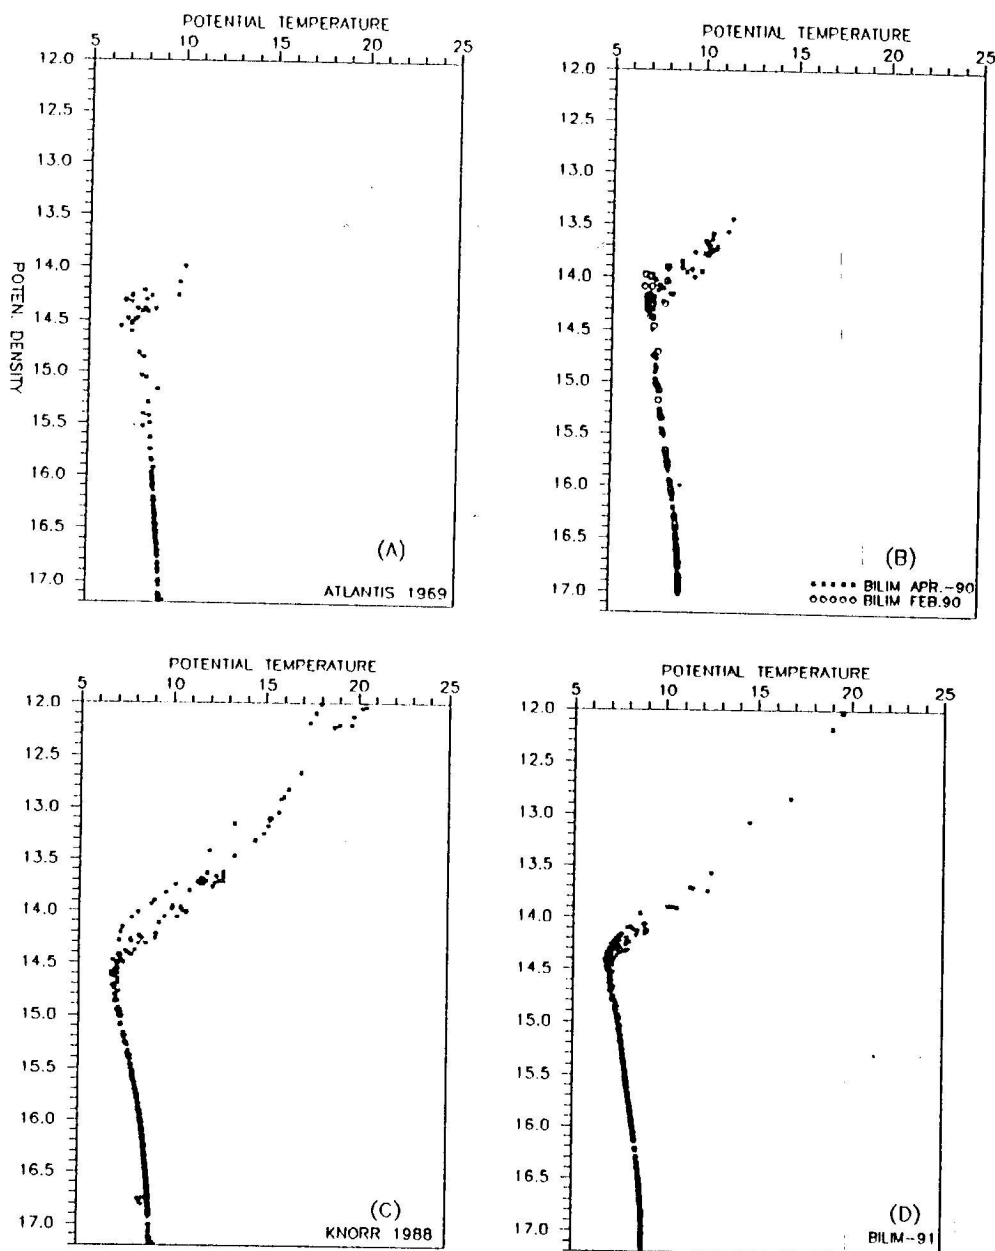 POTENTIAL TEMPERATURE
5 10 15 20 25
12.0
12.5
13.0
13.5
14.0
14.5
15.0
15.5
16.0
16.5
17.0
POTEN. DENSITY
(A)
ATLANTIS 1969
POTENTIAL TEMPERATURE
5 10 15 20 25
12.0
12.5
13.0
13.5
14.0
14.5
15.0
15.5
16.0
16.5
17.0
(B)
BILIM APR.-90
BILIM FEB.90
POTENTIAL TEMPERATURE
5 10 15 20 25
12.0
12.5
13.0
13.5
14.0
14.5
15.0
15.5
16.0
16.5
17.0
(C)
KNORR 1988
POTENTIAL TEMPERATURE
5 10 15 20 25
12.0
12.5
13.0
13.5
14.0
14.5
15.0
15.5
16.0
16.5
17.0
(D)
BILIM-91